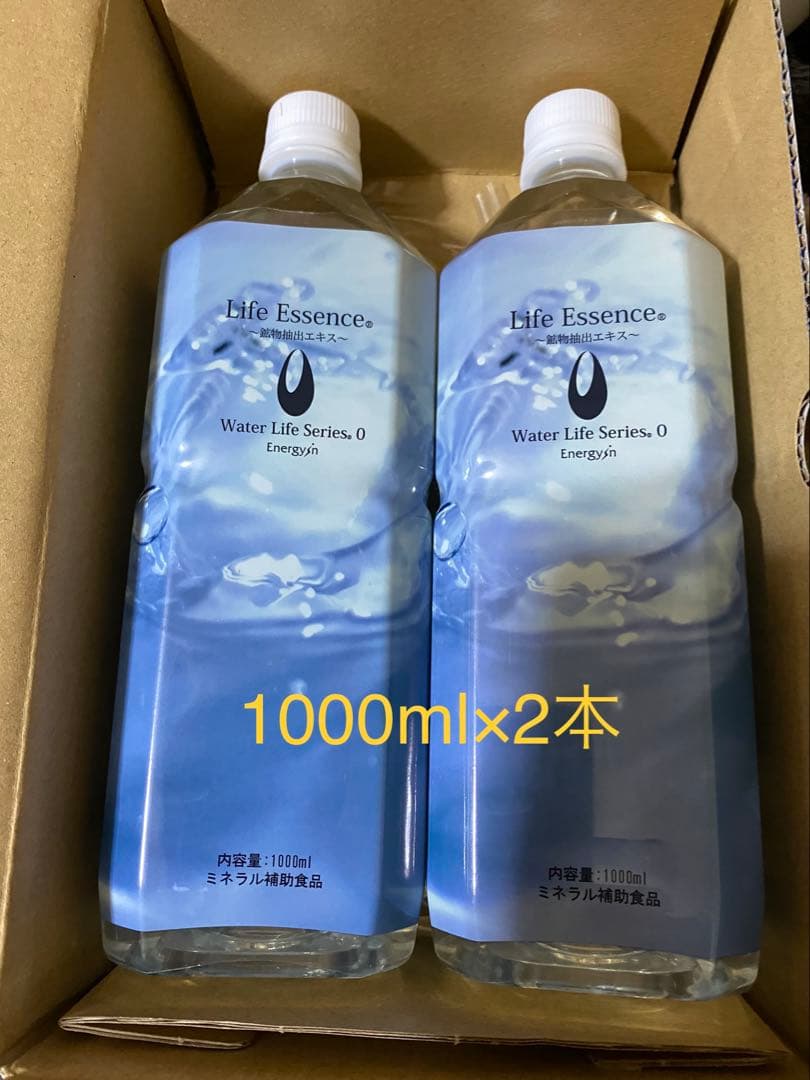 Life Essence®
～鉱物抽出エキス～
Water Life Series® 0
Energysin
内容量:1000ml
ミネラル補助食品
Life Essence®
～鉱物抽出エキス～
Water Life Series® 0
Energysin
内容量:1000ml
ミネラル補助食品
1000ml×2本